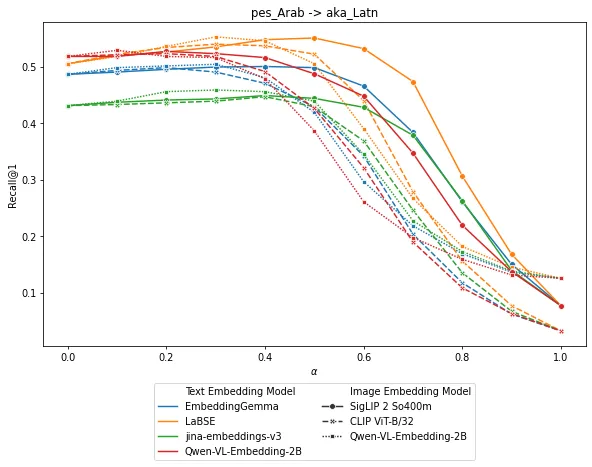 pes_Arab -> aka_Latn
Recall@1
0.5
0.4
0.3
0.2
0.1
0.0 0.2 0.4 0.6 0.8 1.0
α
Text Embedding Model Image Embedding Model
EmbeddingGemma SigLIP 2 So400m
LaBSE CLIP ViT-B/32
jina-embeddings-v3 Qwen-VL-Embedding-2B
Qwen-VL-Embedding-2B